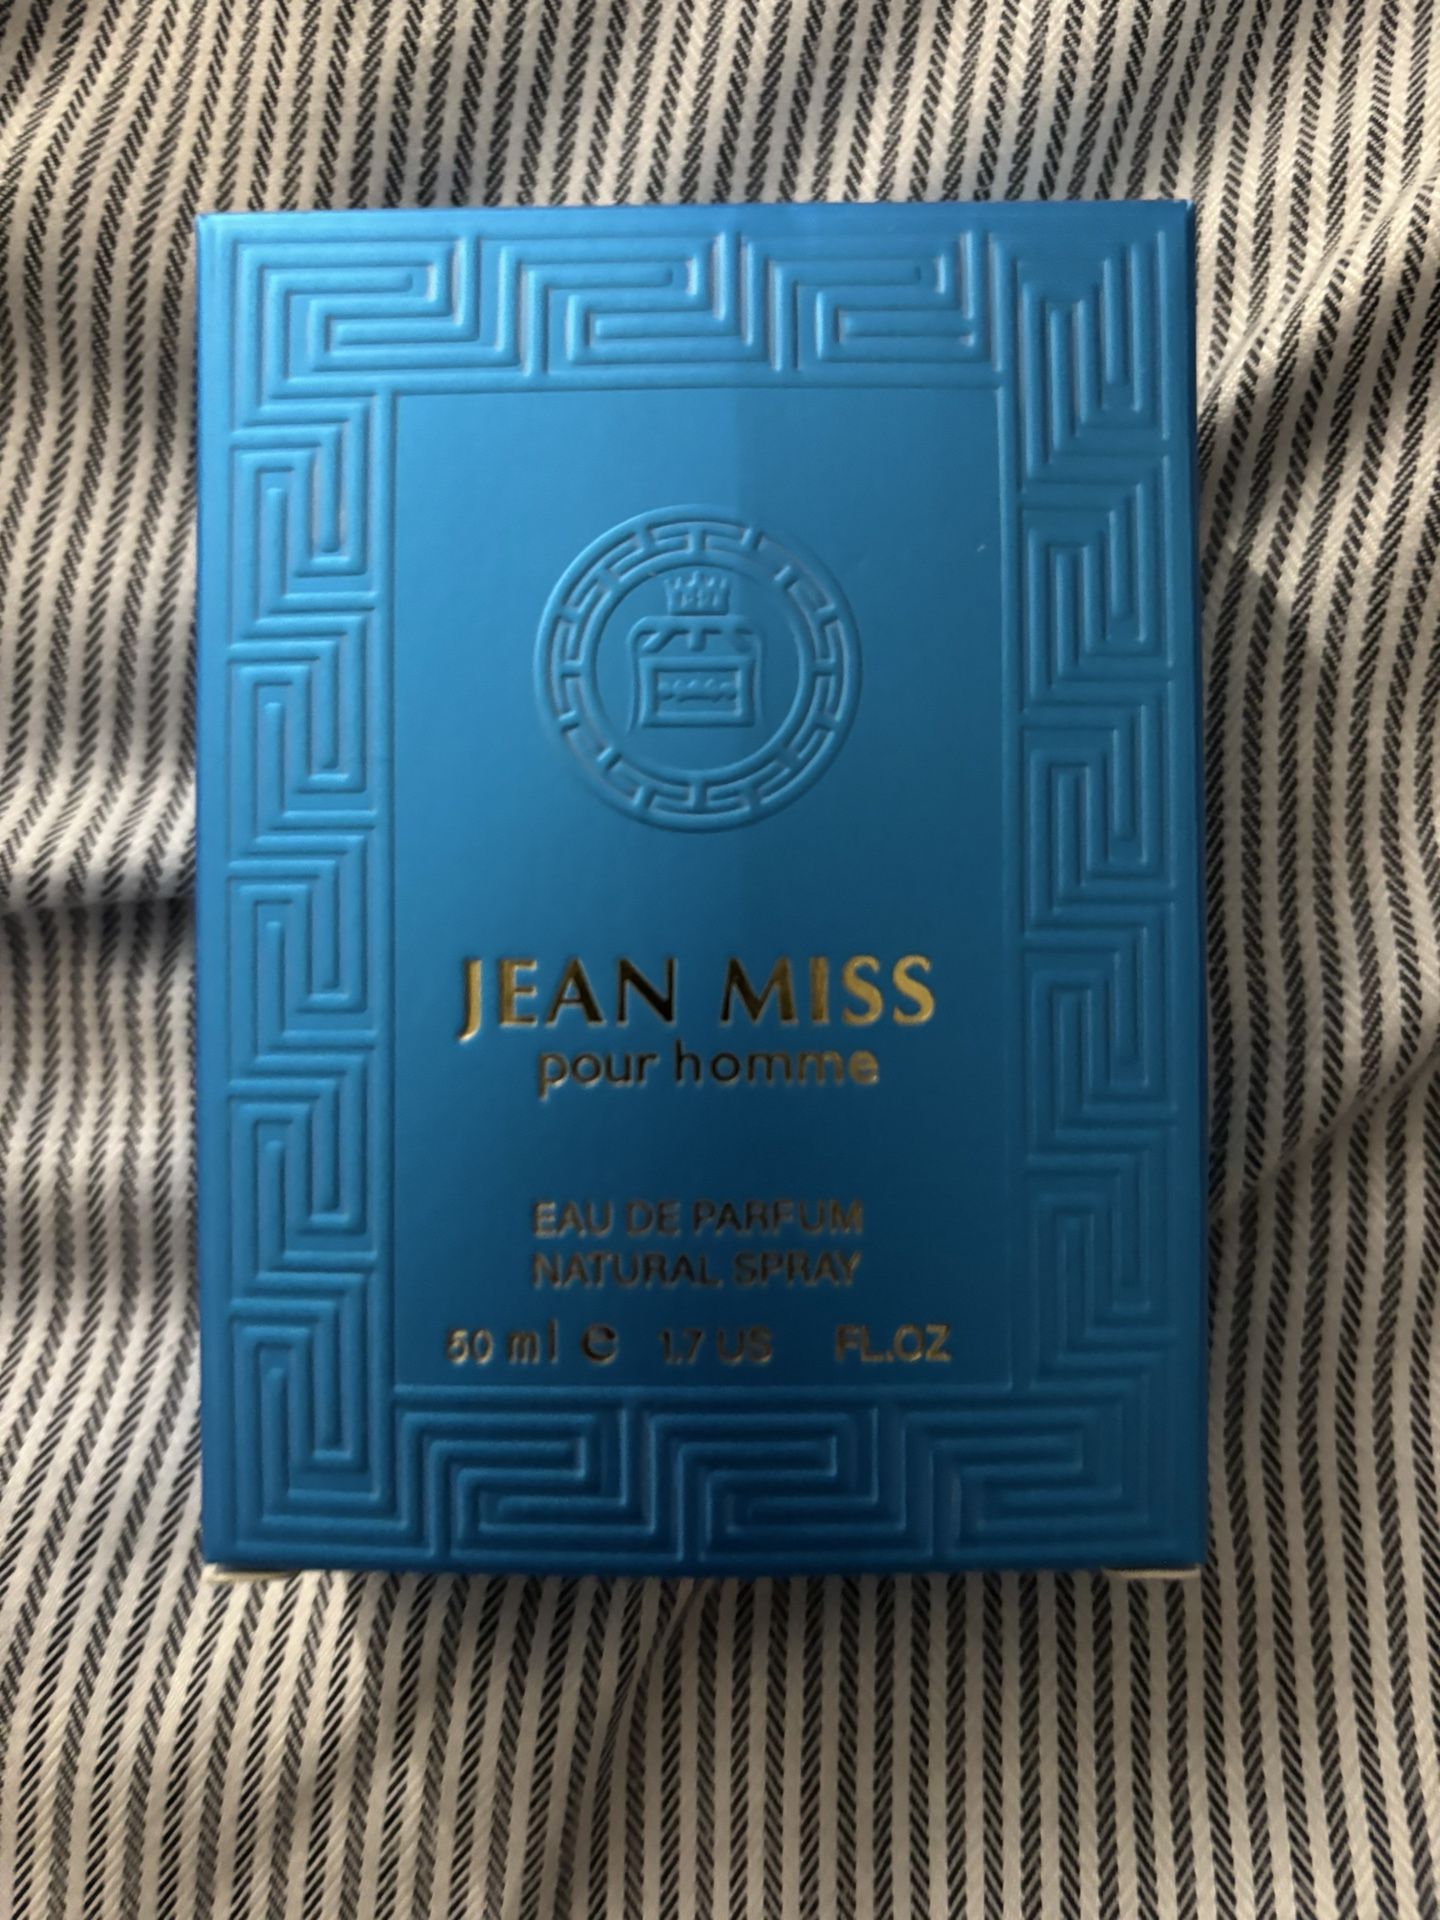 JEAN MISS
pour homme
EAU DE PARFUM
NATURAL SPRAY
50 ml e 1.7 US FL.OZ